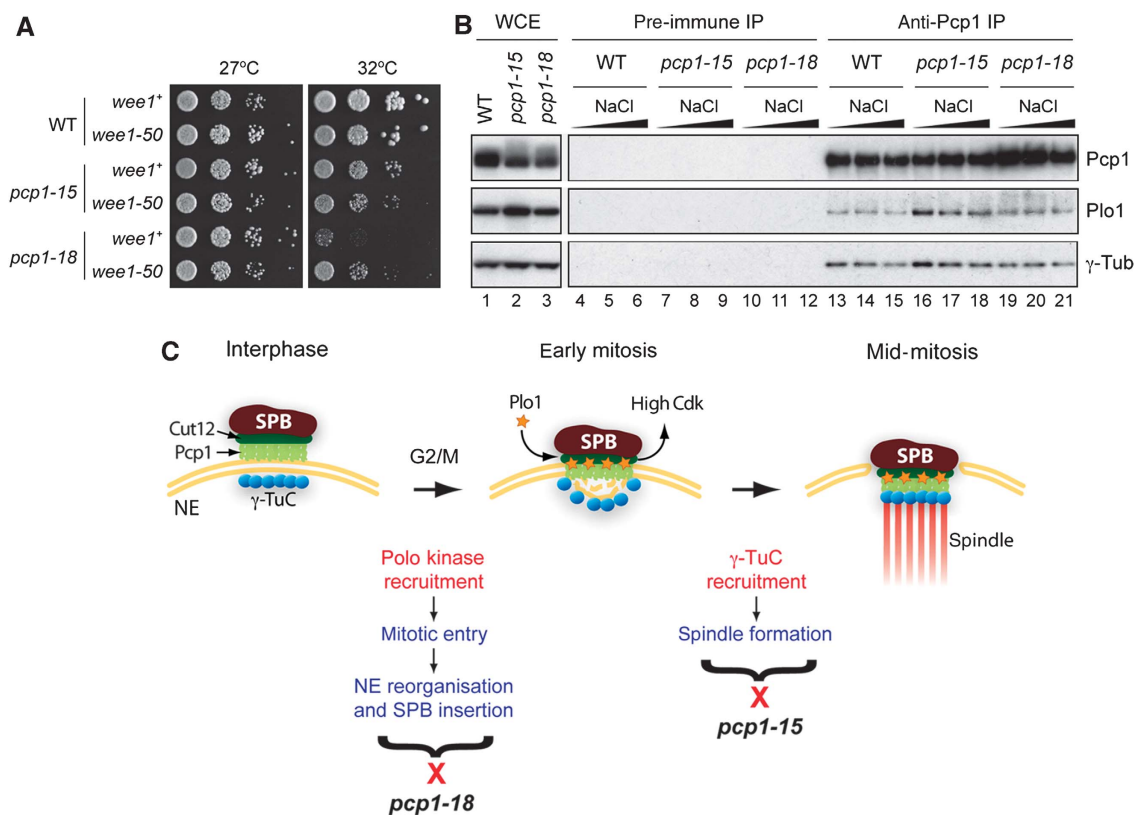 A
27ºC 32ºC
WT
wee1+
wee1-50
pcp1-15
wee1+
wee1-50
pcp1-18
wee1+
wee1-50
B
WCE Pre-immune IP Anti-Pcp1 IP
WT pcp1-15 pcp1-18 WT pcp1-15 pcp1-18 WT pcp1-15 pcp1-18
NaCl NaCl NaCl NaCl NaCl NaCl
Pcp1
Plo1
γ-Tub
1 2 3 4 5 6 7 8 9 10 11 12 13 14 15 16 17 18 19 20 21
C
Interphase Early mitosis Mid-mitosis
SPB
Cut12
Pcp1
NE
γ-TuC
G2/M
Plo1
High Cdk
SPB
SPB
Spindle
Polo kinase
recruitment
Mitotic entry
NE reorganisation
and SPB insertion
X
pcp1-18
γ-TuC
recruitment
Spindle formation
X
pcp1-15